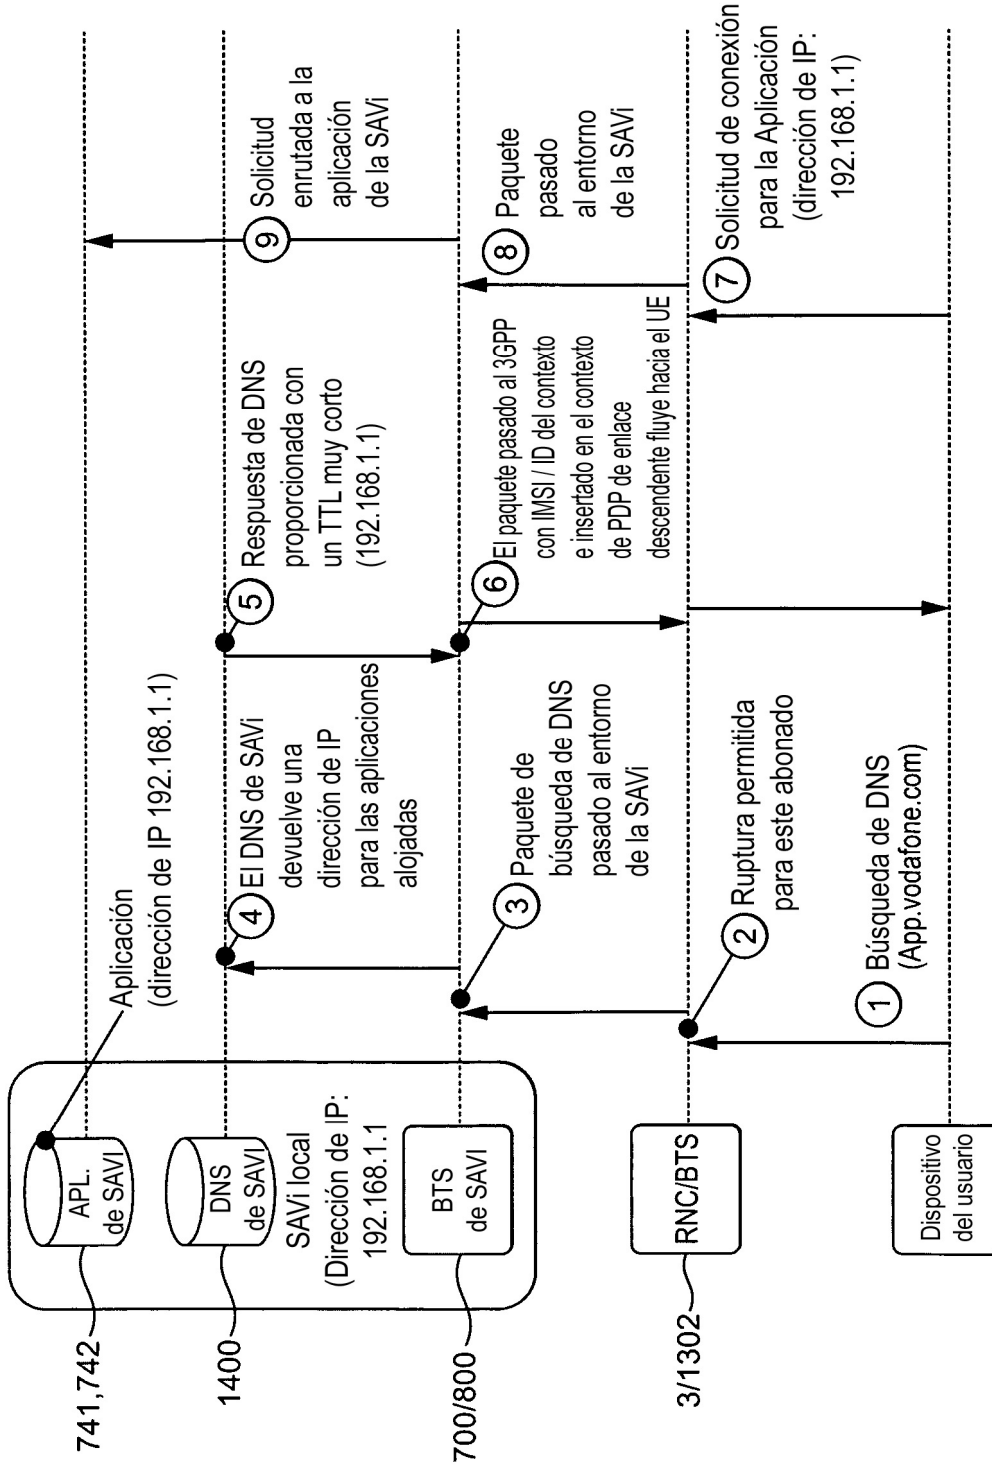 741,742
APL.
de SAVI
Aplicación
(dirección de IP 192.168.1.1)
1400
DNS
de SAVI
SAVi local
(Dirección de IP:
192.168.1.1
700/800
BTS
de SAVI
3/1302
RNC/BTS
Dispositivo
del usuario
1 Búsqueda de DNS
(App.vodafone.com)
2 Ruptura permitida
para este abonado
3 Paquete de
búsqueda de DNS
pasado al entorno
de la SAVi
4 El DNS de SAVi
devuelve una
dirección de IP
para las aplicaciones
alojadas
5 Respuesta de DNS
proporcionada con
un TTL muy corto
(192.168.1.1)
6 El paquete pasado al 3GPP
con IMSI / ID del contexto
e insertado en el contexto
de PDP de enlace
descendente fluye hacia el UE
7 Solicitud de conexión
para la Aplicación
(dirección de IP:
192.168.1.1)
8 Paquete
pasado
al entorno
de la SAVi
9 Solicitud
enrutada a la
aplicación
de la SAVi